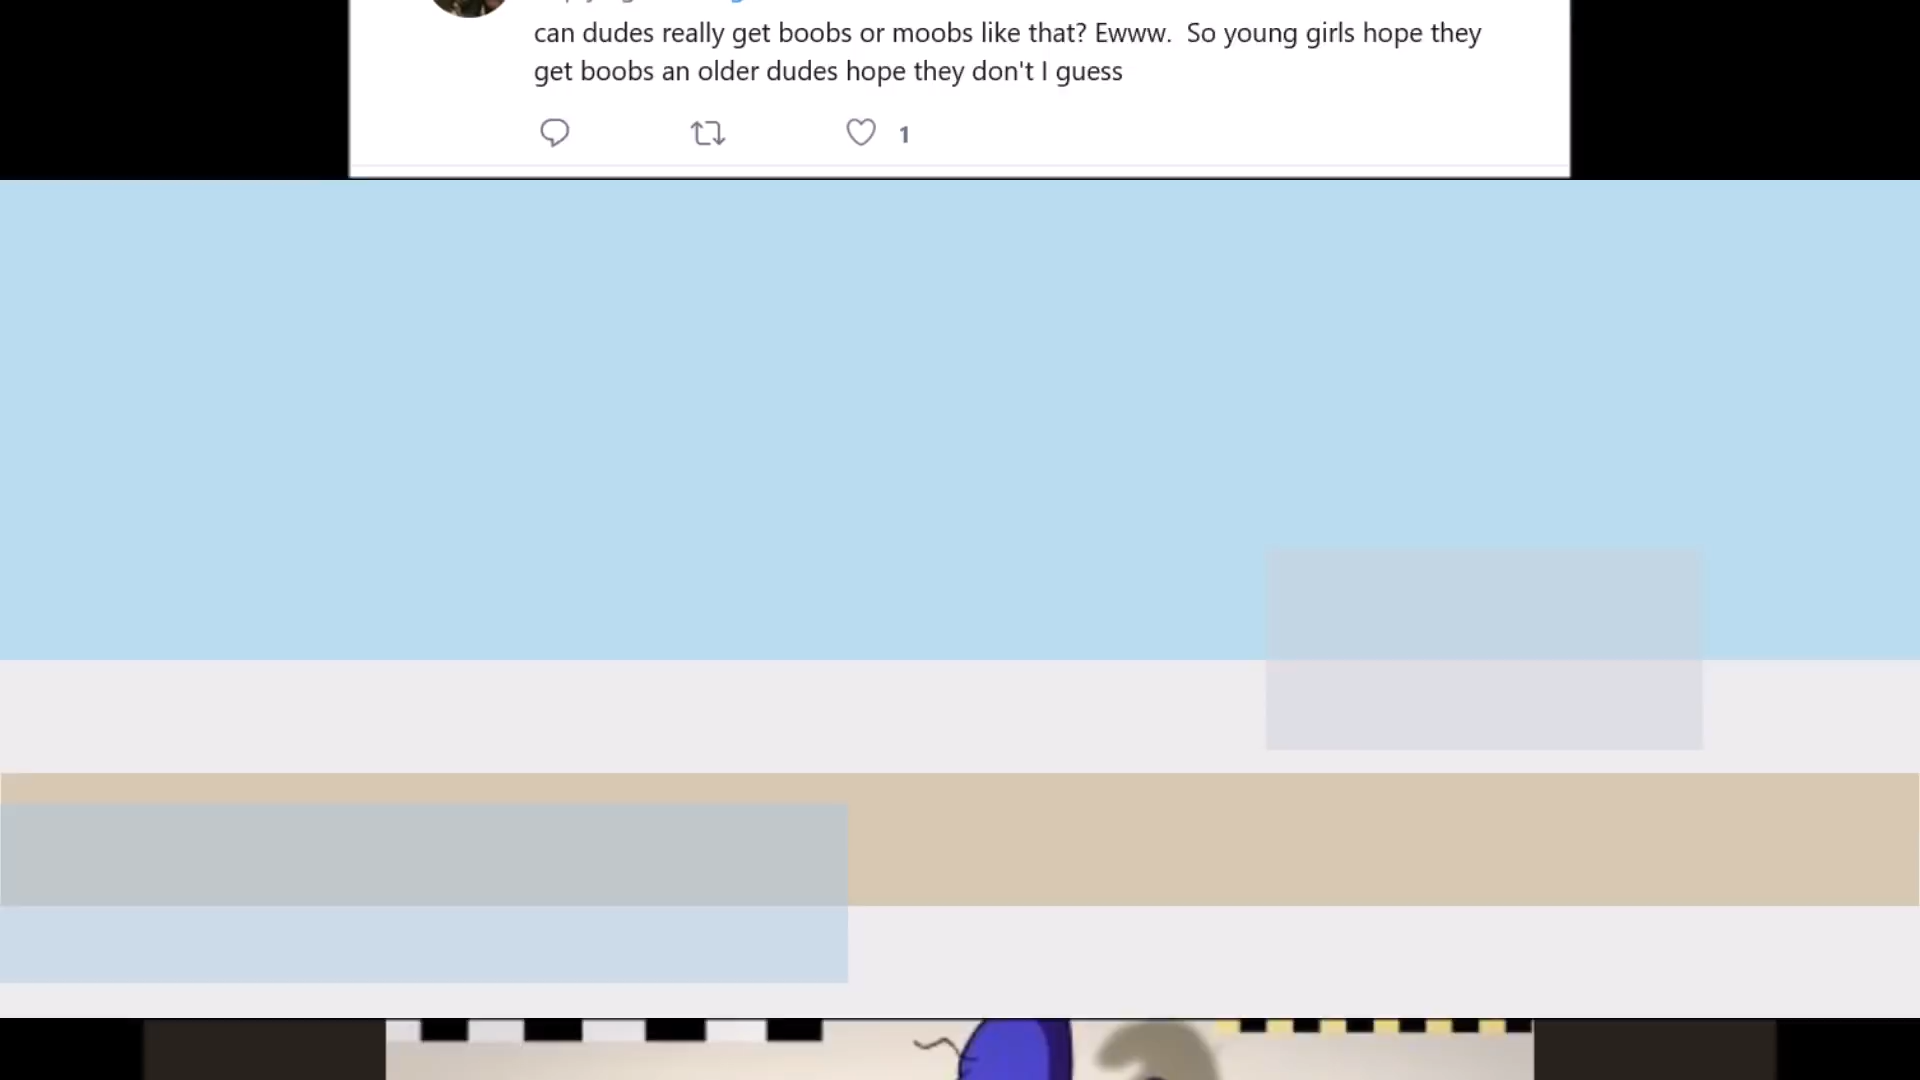 can dudes really get boobs or moobs like that? Ewww.  So young girls hope they
get boobs an older dudes hope they don't I guess
1